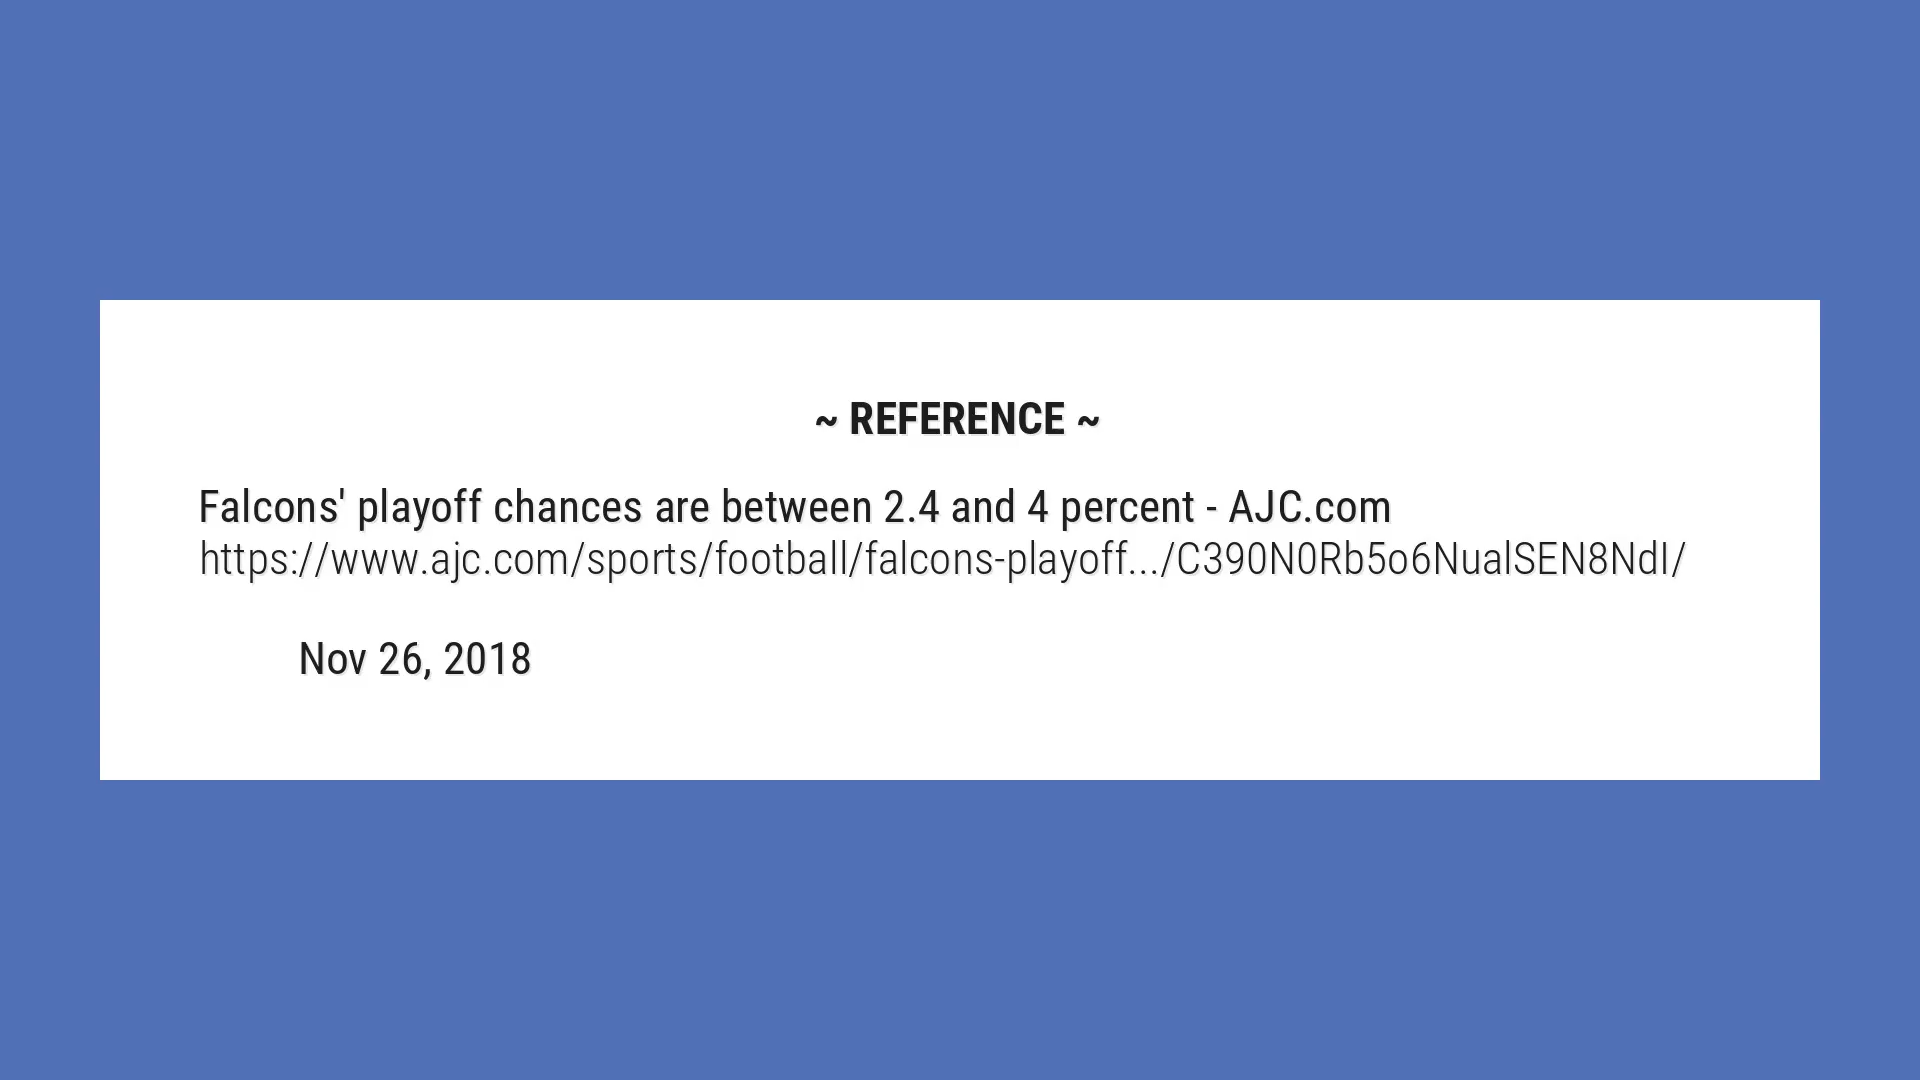 ~ REFERENCE ~
Falcons' playoff chances are between 2.4 and 4 percent - AJC.com
https://www.ajc.com/sports/football/falcons-playoff.../C390N0Rb5o6NualSEN8NdI/
Nov 26, 2018